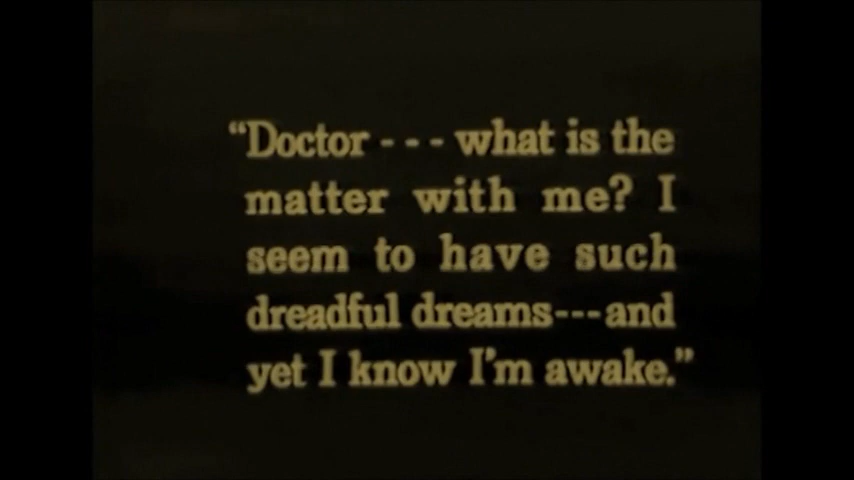 “Doctor - - - what is the
matter with me? I
seem to have such
dreadful dreams---and
yet I know I'm awake.”